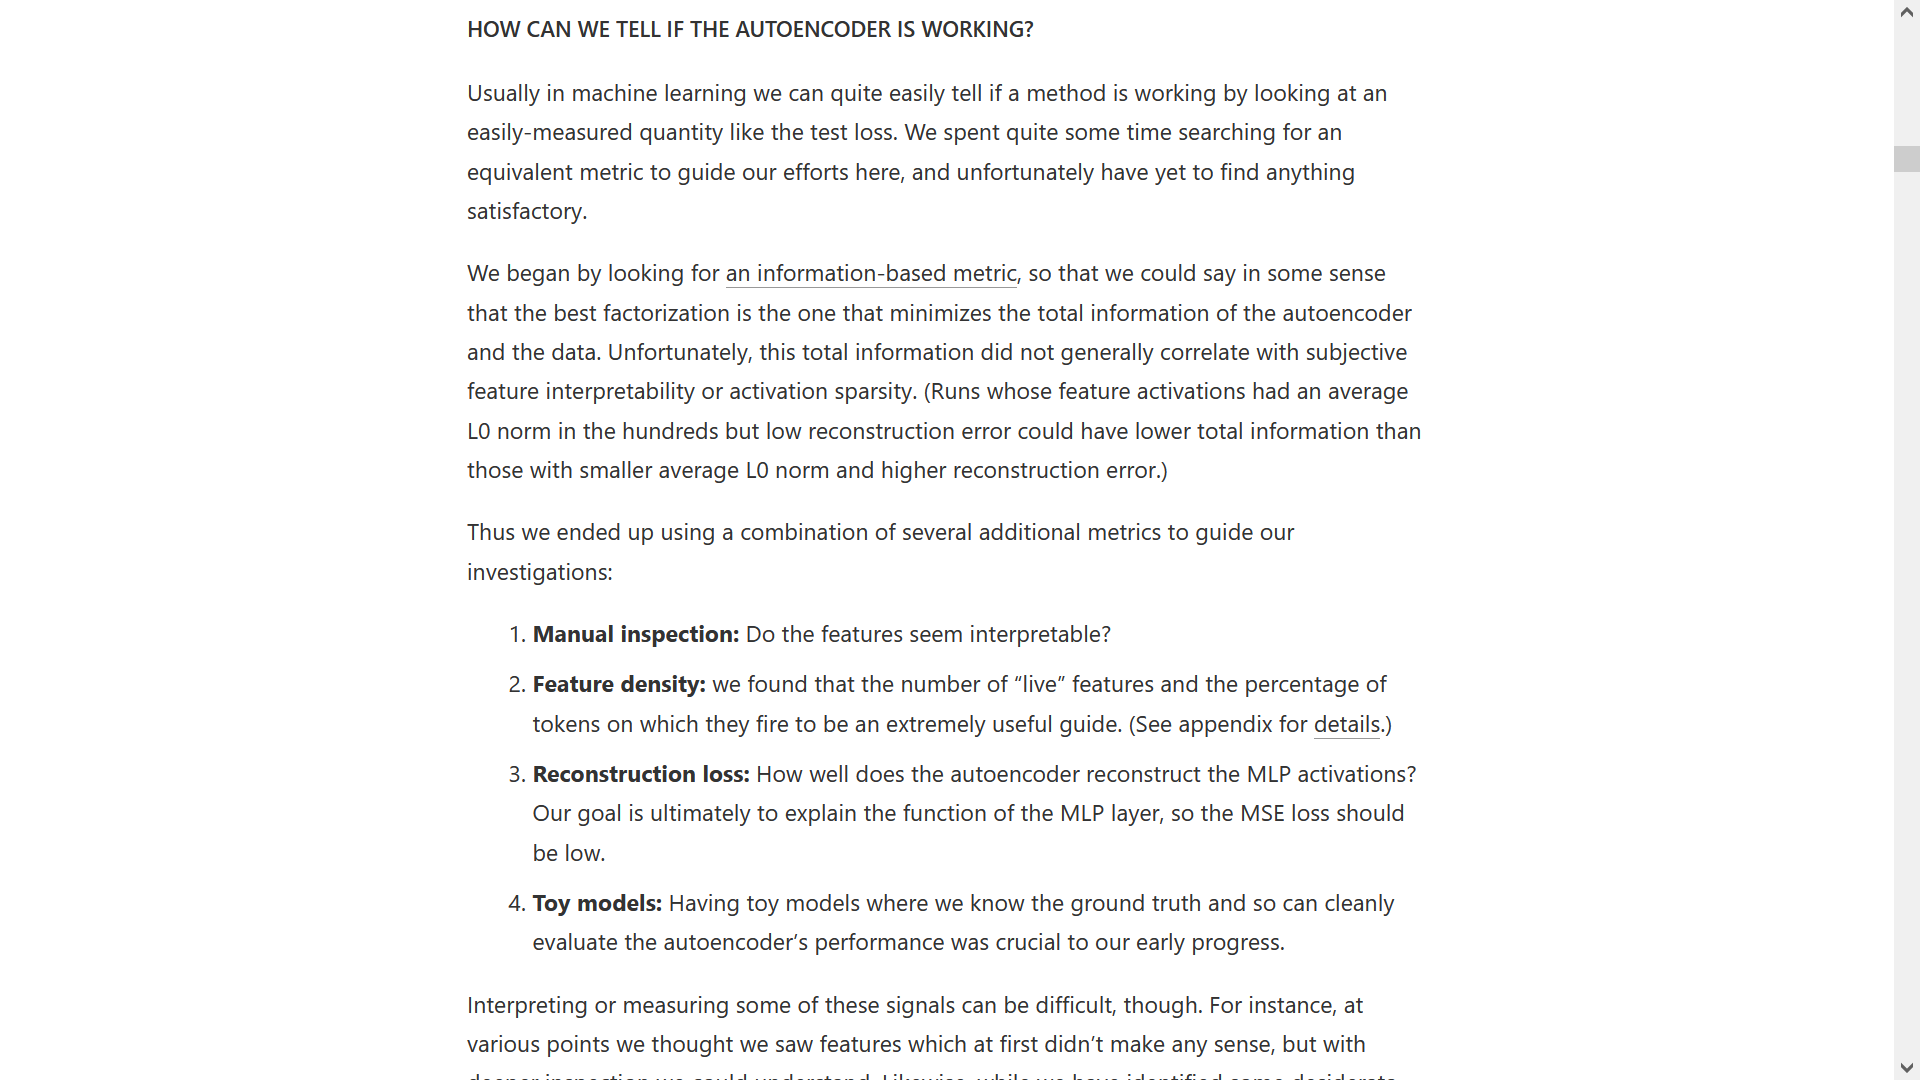 HOW CAN WE TELL IF THE AUTOENCODER IS WORKING?
Usually in machine learning we can quite easily tell if a method is working by looking at an
easily-measured quantity like the test loss. We spent quite some time searching for an
equivalent metric to guide our efforts here, and unfortunately have yet to find anything
satisfactory.
We began by looking for an information-based metric, so that we could say in some sense
that the best factorization is the one that minimizes the total information of the autoencoder
and the data. Unfortunately, this total information did not generally correlate with subjective
feature interpretability or activation sparsity. (Runs whose feature activations had an average
L0 norm in the hundreds but low reconstruction error could have lower total information than
those with smaller average L0 norm and higher reconstruction error.)
Thus we ended up using a combination of several additional metrics to guide our
investigations:
1. Manual inspection: Do the features seem interpretable?
2. Feature density: we found that the number of “live” features and the percentage of
tokens on which they fire to be an extremely useful guide. (See appendix for details.)
3. Reconstruction loss: How well does the autoencoder reconstruct the MLP activations?
Our goal is ultimately to explain the function of the MLP layer, so the MSE loss should
be low.
4. Toy models: Having toy models where we know the ground truth and so can cleanly
evaluate the autoencoder’s performance was crucial to our early progress.
Interpreting or measuring some of these signals can be difficult, though. For instance, at
various points we thought we saw features which at first didn’t make any sense, but with